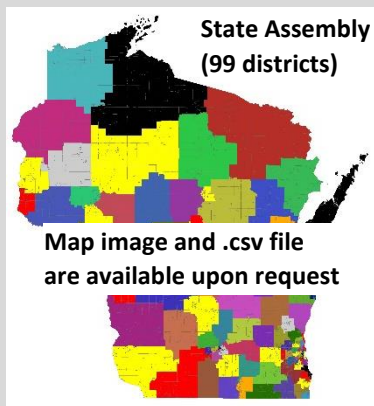 State Assembly
(99 districts)
Map image and .csv file
are available upon request